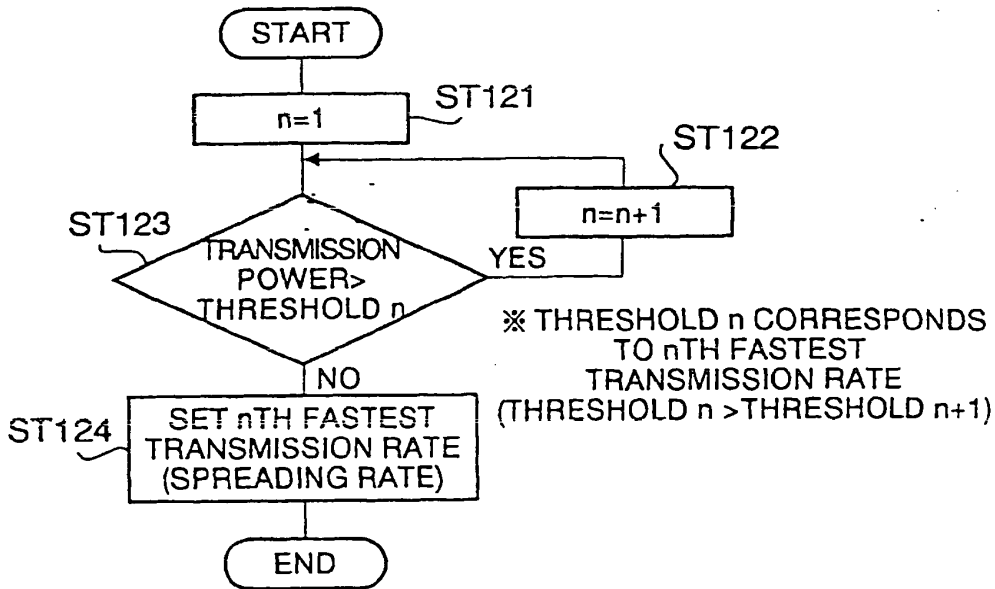 START
ST121
n=1
ST122
n=n+1
ST123
TRANSMISSION
POWER>
THRESHOLD n
YES
※ THRESHOLD n CORRESPONDS
TO nTH FASTEST
TRANSMISSION RATE
(THRESHOLD n >THRESHOLD n+1)
NO
ST124
SET nTH FASTEST
TRANSMISSION RATE
(SPREADING RATE)
END